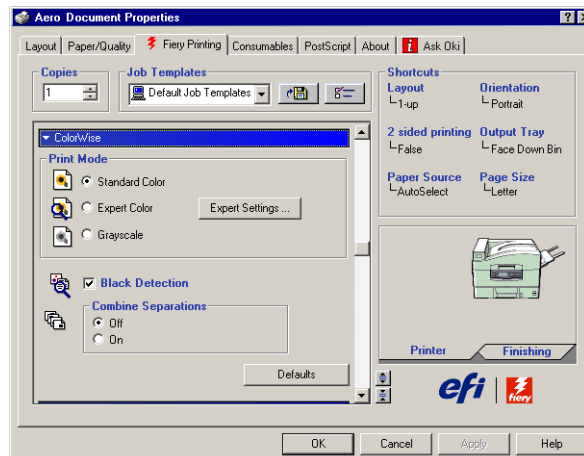 Aero Document Properties
Layout
Paper/Quality
Fiery Printing
Consumables
PostScript
About
Ask Oki
Copies
1
Job Templates
Default Job Templates
ColorWise
Print Mode
Standard Color
Expert Color
Expert Settings ...
Grayscale
Black Detection
Combine Separations
Off
On
Defaults
Shortcuts
Layout
1-up
Orientation
Portrait
2 sided printing
False
Output Tray
Face Down Bin
Paper Source
AutoSelect
Page Size
Letter
Printer
Finishing
efi
fiery
OK
Cancel
Apply
Help